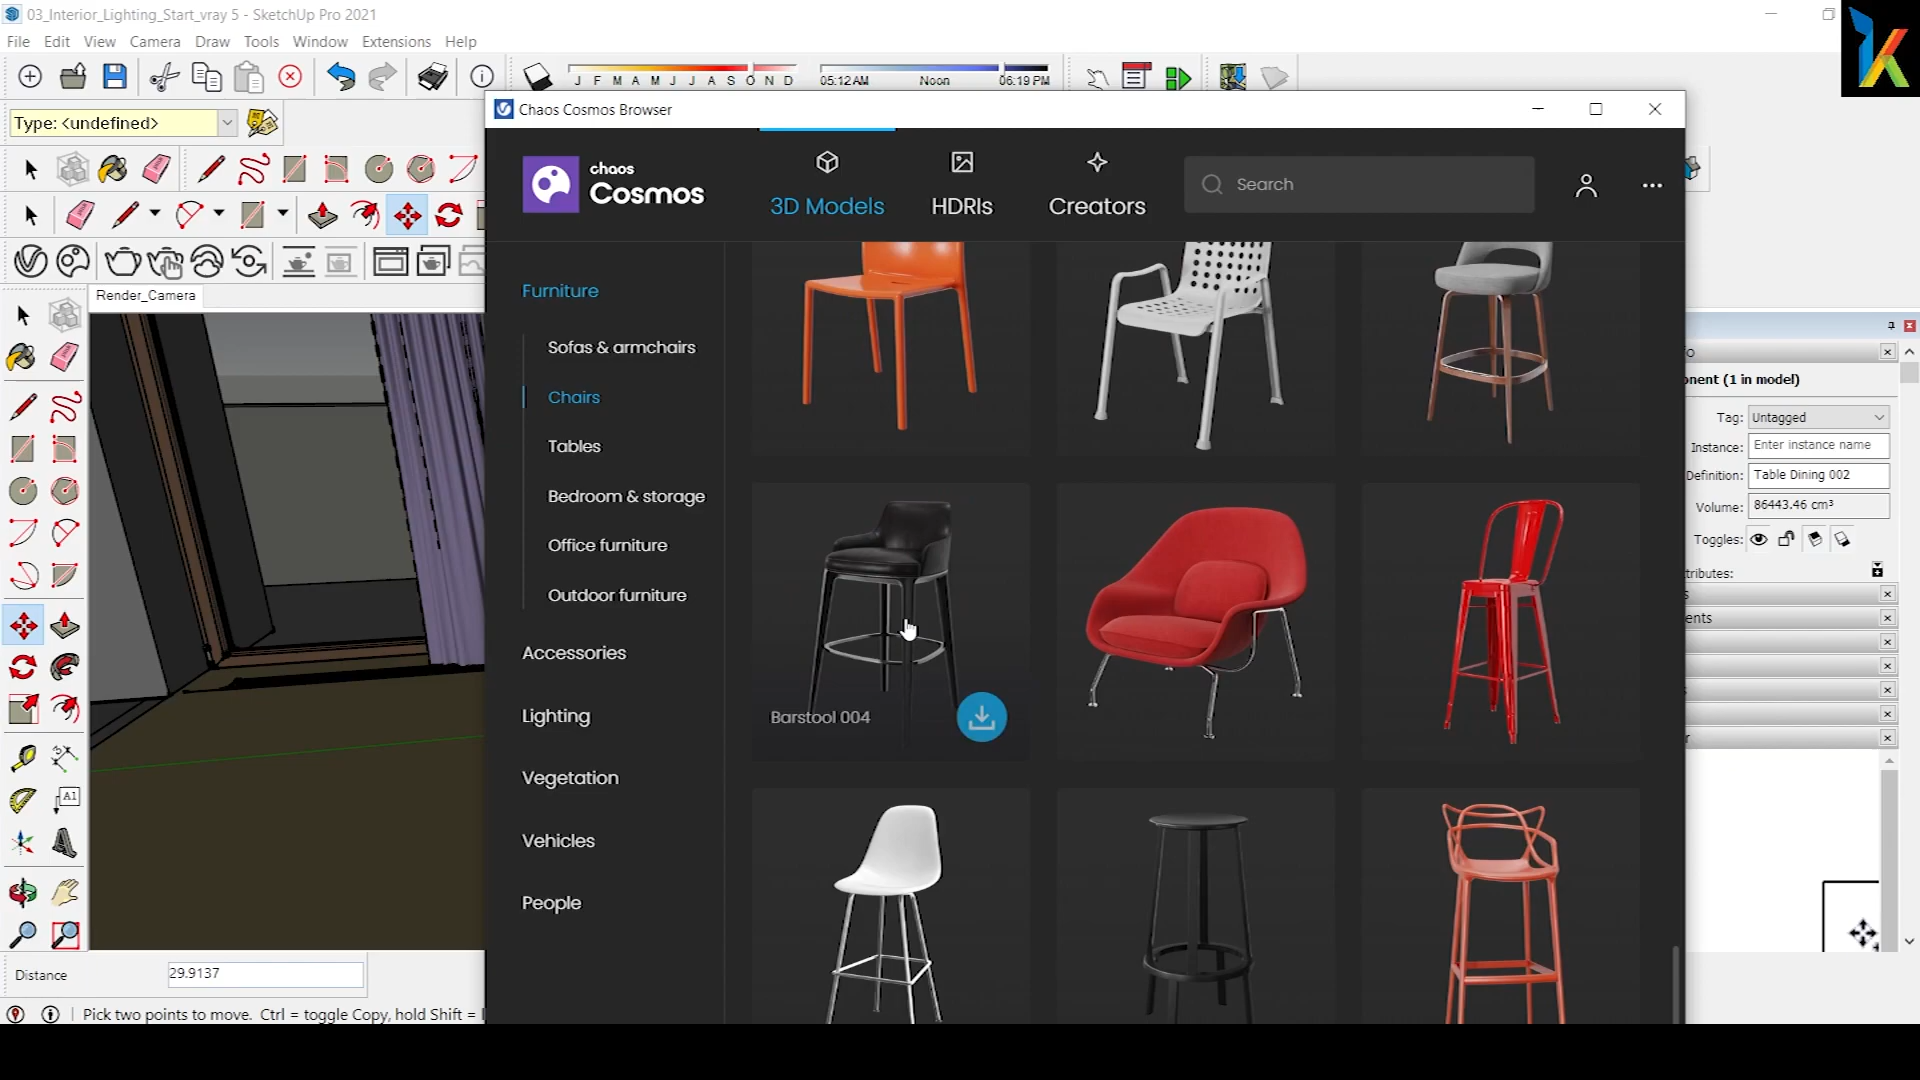 03_Interior_Lighting_Start_vray 5 - SketchUp Pro 2021
File Edit View Camera Draw Tools Window Extensions Help
J F M A M J J A S O N D
05:12 AM Noon 06:19 PM
Type: <undefined>
Chaos Cosmos Browser
chaos
Cosmos
3D Models
HDRIs
Creators
Search
Render_Camera
Furniture
Sofas & armchairs
Chairs
Tables
Bedroom & storage
Office furniture
Outdoor furniture
Accessories
Lighting
Vegetation
Vehicles
People
Barstool 004
onent (1 in model)
Tag: Untagged
Instance: Enter instance name
Definition: Table Dining 002
Volume: 86443.46 cm³
Toggles:
tributes:
ents
A1
Distance 29.9137
Pick two points to move. Ctrl = toggle Copy, hold Shift =